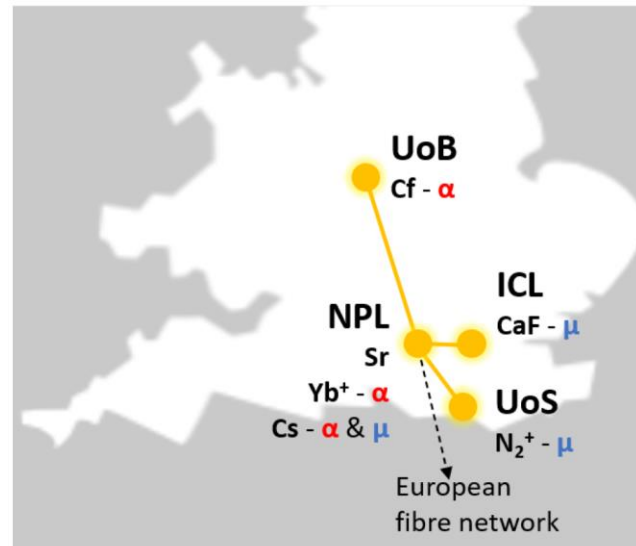 UoB
Cf - α
ICL
CaF - μ
NPL
Sr
Yb⁺ - α
Cs - α & μ
UoS
N₂⁺ - μ
European
fibre network